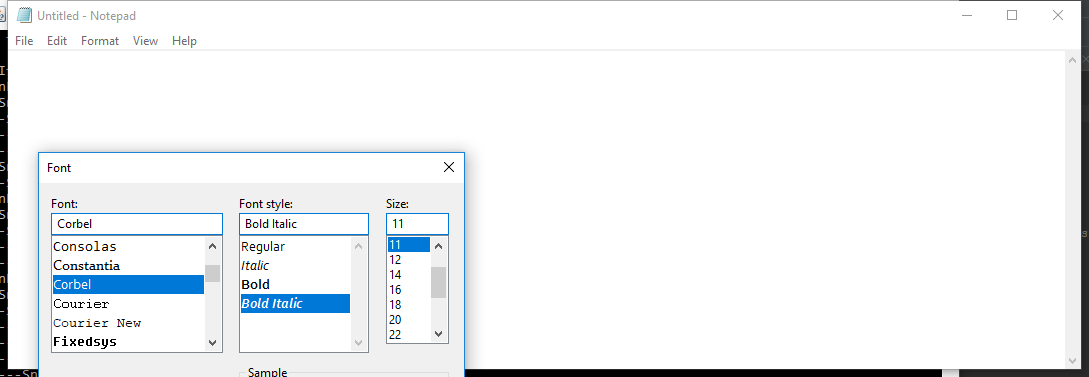 Untitled - Notepad
File Edit Format View Help
Font
Font: Font style: Size:
Corbel Bold Italic 11
Consolas Regular 11
Constantia Italic 12
Corbel Bold 14
Courier Bold Italic 16
Courier New 18
Fixedsys 20
22
Sample